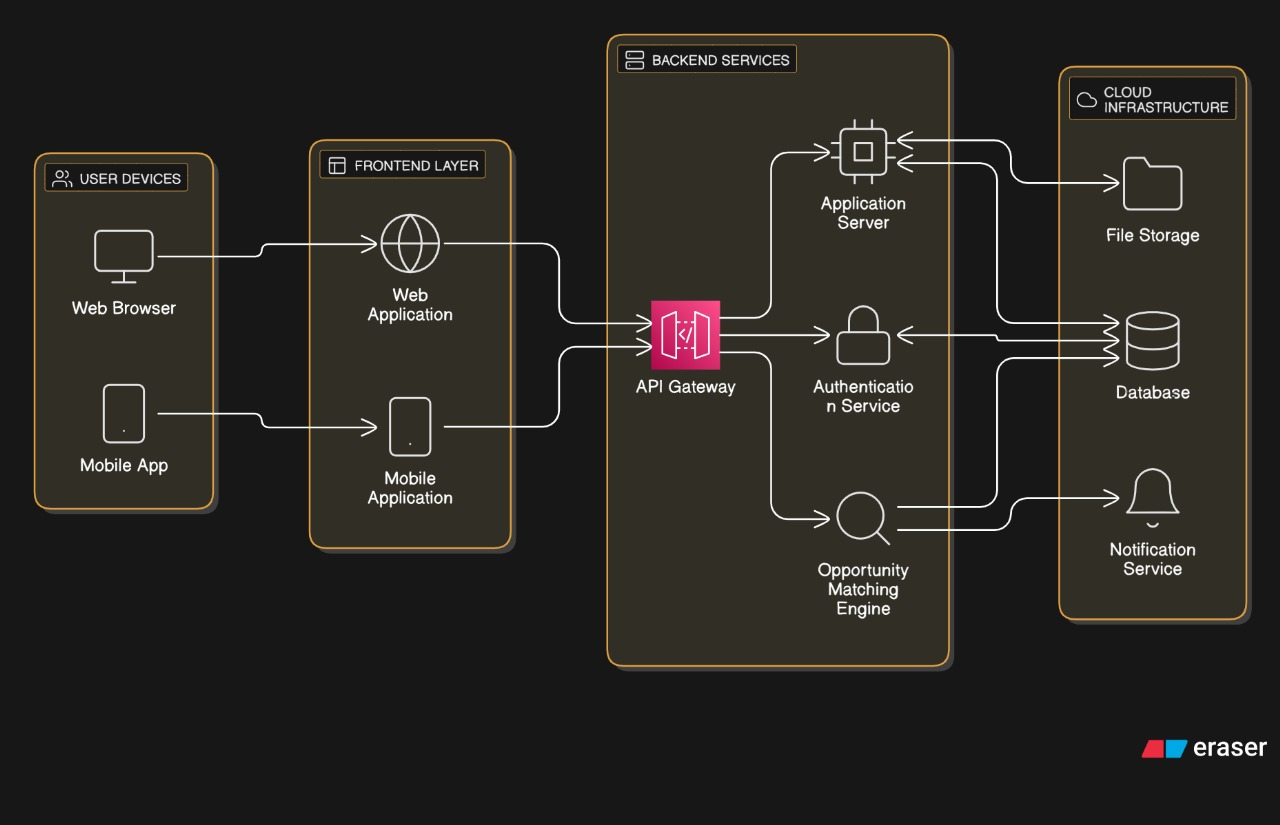 USER DEVICES
Web Browser
Mobile App
FRONTEND LAYER
Web
Application
Mobile
Application
BACKEND SERVICES
API Gateway
Application
Server
Authenticatio
n Service
Opportunity
Matching
Engine
CLOUD
INFRASTRUCTURE
File Storage
Database
Notification
Service
eraser